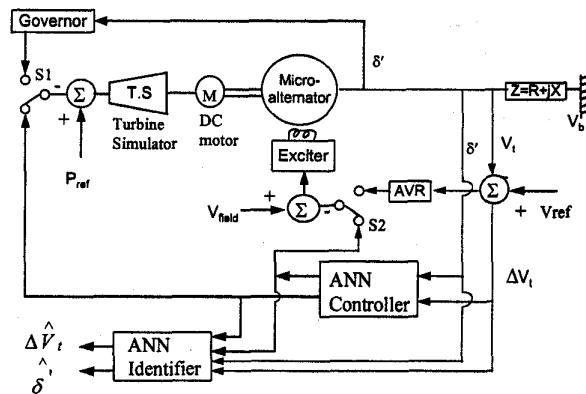 Governor
δ'
S1
-
Σ
+
T.S
Turbine
Simulator
M
DC
motor
Micro-
alternator
Z=R+jX
V_b
P_ref
Exciter
δ'
V_t
+
V_field
Σ
-
S2
AVR
Σ
-
+
Vref
ANN
Controller
ΔV_t
ΔV̂_t
δ̂'
ANN
Identifier